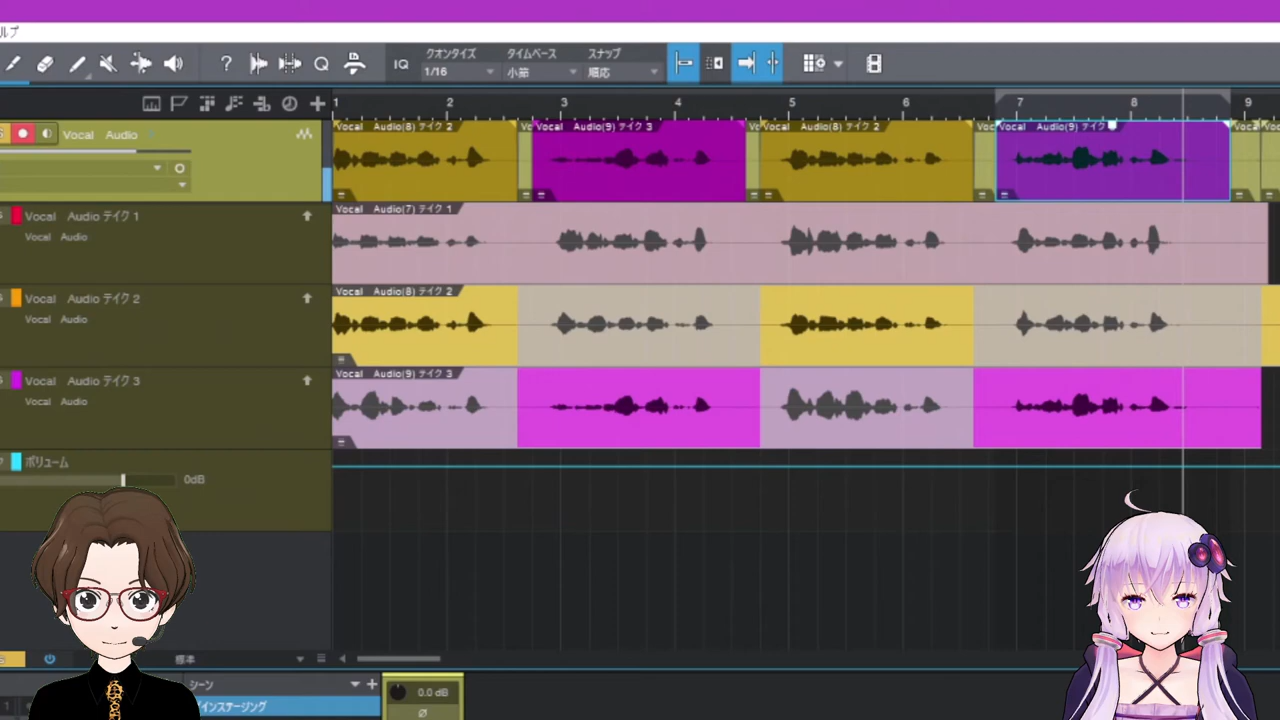 ルプ
? Q IQ クオンタイズ タイムベース スナップ
1/16 小節 順応
1 2 3 4 5 6 7 8 9
Vocal Audio
Vocal Audio(8) テイク 2
Vocal Audio(9) テイク 3
Vocal Audio(8) テイク 2
Vocal Audio(9) テイク
Vocal Audio テイク 1
Vocal Audio
Vocal Audio(7) テイク 1
Vocal Audio テイク 2
Vocal Audio
Vocal Audio(8) テイク 2
Vocal Audio テイク 3
Vocal Audio
Vocal Audio(9) テイク 3
ボリューム
0dB
標準
シーン
0.0 dB
1
インステージング
Ø